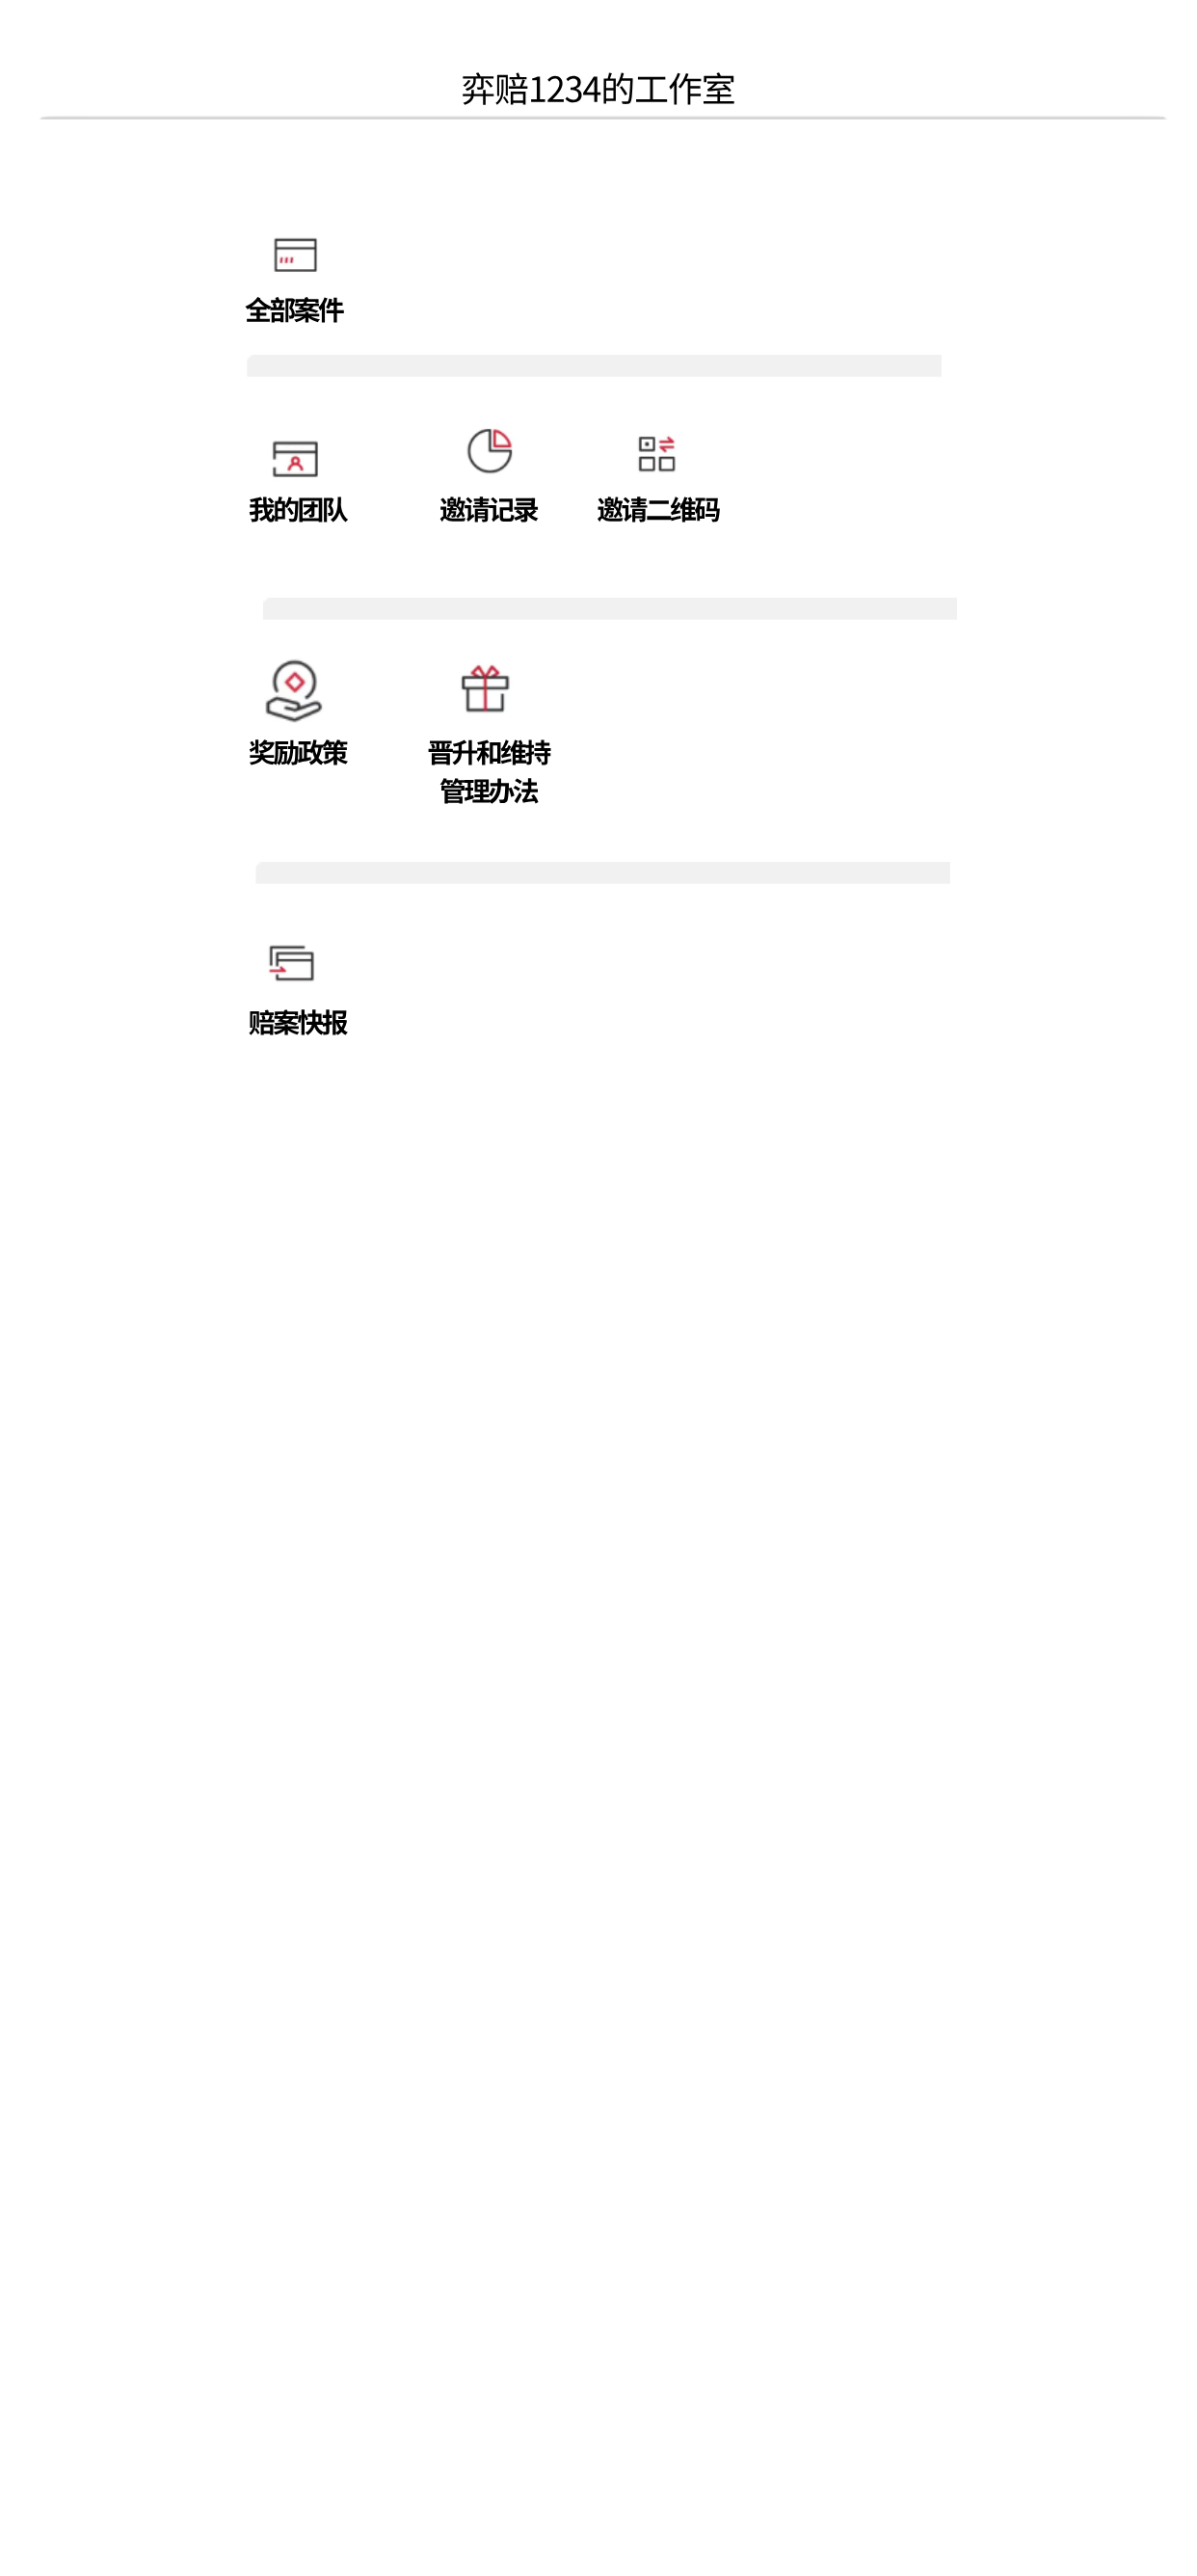 弈赔1234的工作室
全部案件
我的团队 邀请记录 邀请二维码
奖励政策 晋升和维持
管理办法
赔案快报